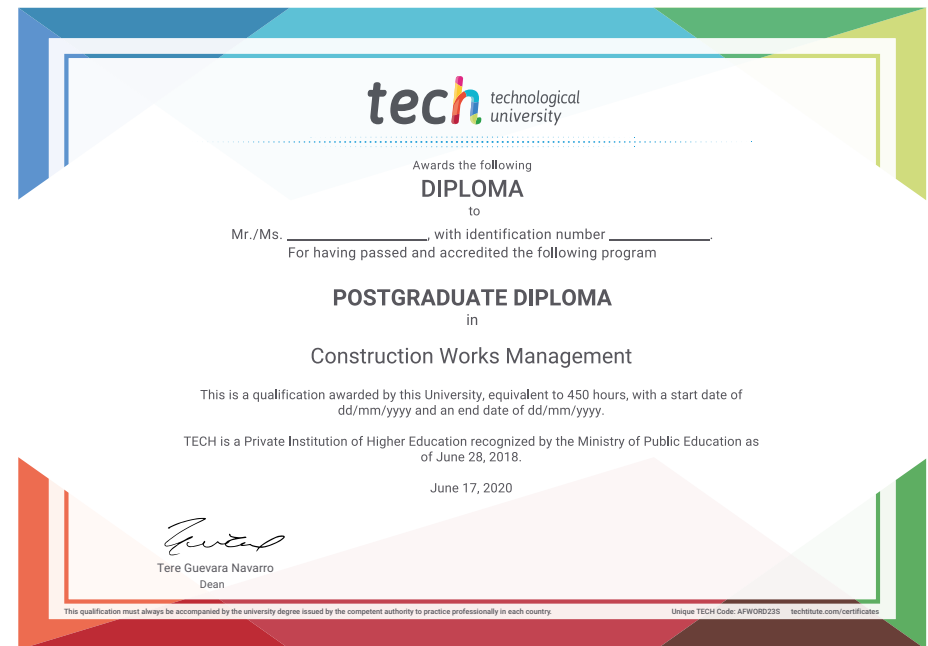 tech technological
university
Awards the following
DIPLOMA
to
Mr./Ms. ____________________, with identification number ______________.
For having passed and accredited the following program
POSTGRADUATE DIPLOMA
in
Construction Works Management
This is a qualification awarded by this University, equivalent to 450 hours, with a start date of
dd/mm/yyyy and an end date of dd/mm/yyyy.
TECH is a Private Institution of Higher Education recognized by the Ministry of Public Education as
of June 28, 2018.
June 17, 2020
Tere Guevara Navarro
Dean
This qualification must always be accompanied by the university degree issued by the competent authority to practice professionally in each country. Unique TECH Code: AFWORD23S techtitute.com/certificates